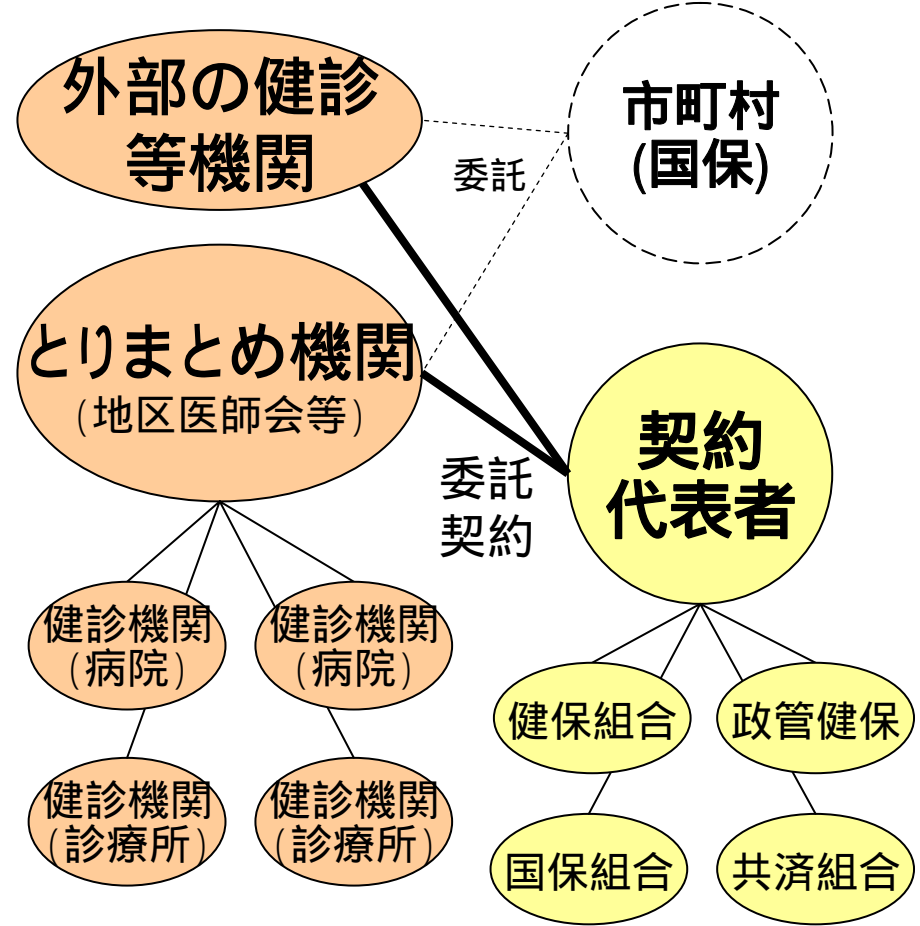 外部の健診
等機関
市町村
(国保)
委託
とりまとめ機関
(地区医師会等)
契約
代表者
委託
契約
健診機関
(病院)
健診機関
(病院)
健保組合
政管健保
健診機関
(診療所)
健診機関
(診療所)
国保組合
共済組合